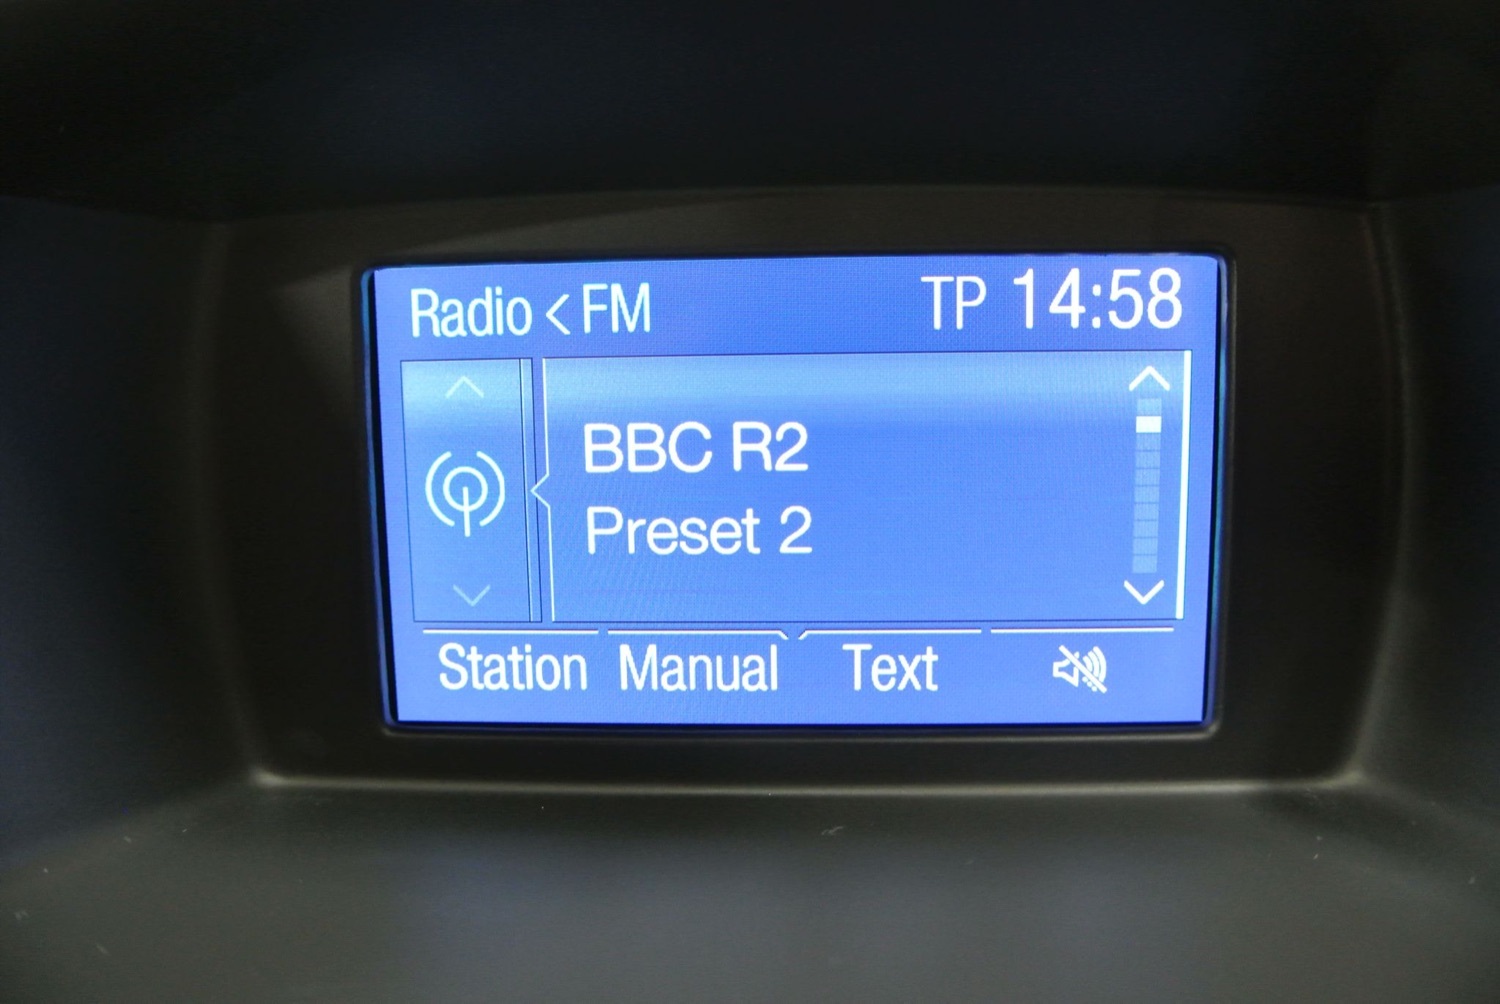 Radio < FM TP 14:58
BBC R2
Preset 2
Station Manual Text